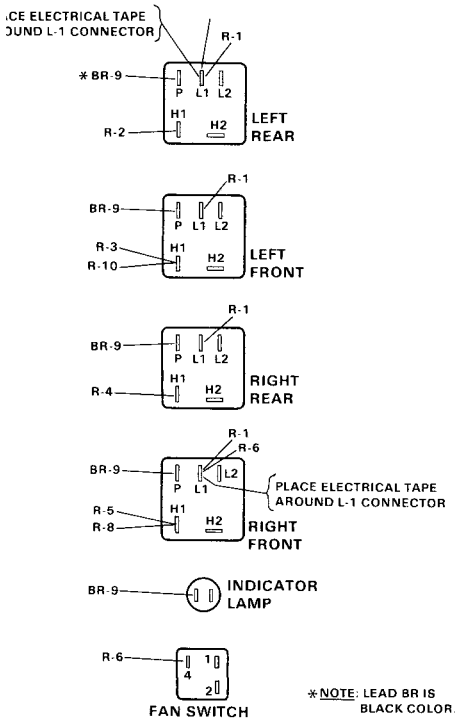 ACE ELECTRICAL TAPE
OUND L-1 CONNECTOR
R-1
* BR-9
P L1 L2
H1
R-2
H2
LEFT
REAR
R-1
BR-9
P L1 L2
H1
R-3
R-10
H2
LEFT
FRONT
R-1
BR-9
P L1 L2
H1
R-4
H2
RIGHT
REAR
R-1
R-6
BR-9
P L1 L2
PLACE ELECTRICAL TAPE
AROUND L-1 CONNECTOR
H1
R-5
R-8
H2
RIGHT
FRONT
BR-9
INDICATOR
LAMP
R-6
1
4
2
FAN SWITCH
* NOTE: LEAD BR IS
BLACK COLOR.